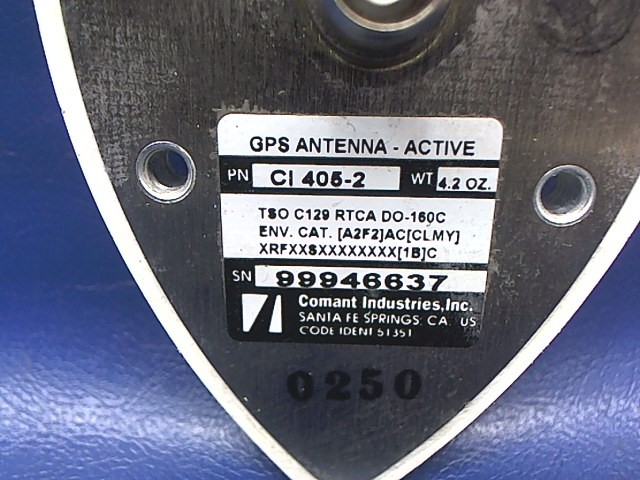 GPS ANTENNA - ACTIVE
PN CI 405-2 WT 4.2 OZ.
TSO C129 RTCA DO-160C
ENV. CAT. [A2F2]AC[CLMY]
XRFXXSXXXXXXXX[1B]C
SN 99946637
Comant Industries, Inc.
SANTA FE SPRINGS CA US
CODE IDENT 51351
0250